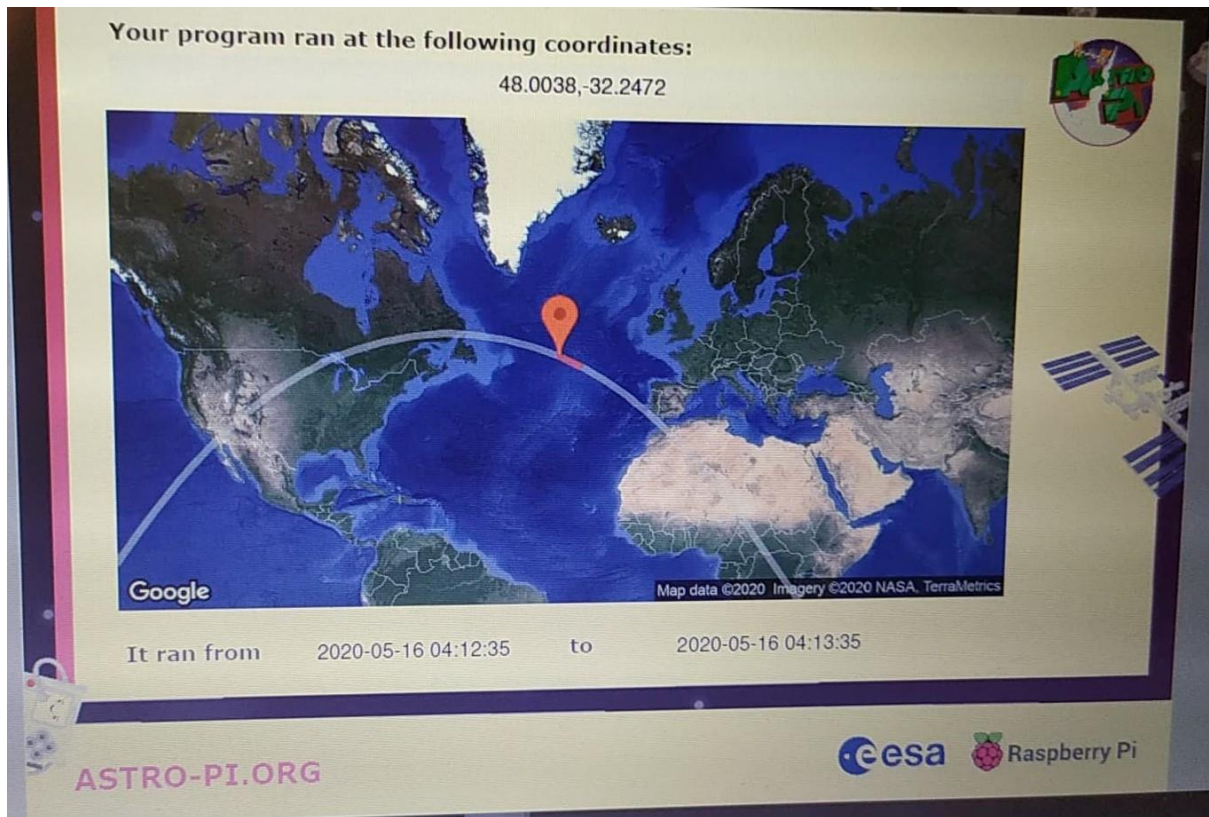 Your program ran at the following coordinates:
48.0038,-32.2472
ASTRO
PI
Google
Map data ©2020 Imagery ©2020 NASA, TerraMetrics
It ran from 2020-05-16 04:12:35 to 2020-05-16 04:13:35
ASTRO-PI.ORG
esa
Raspberry Pi